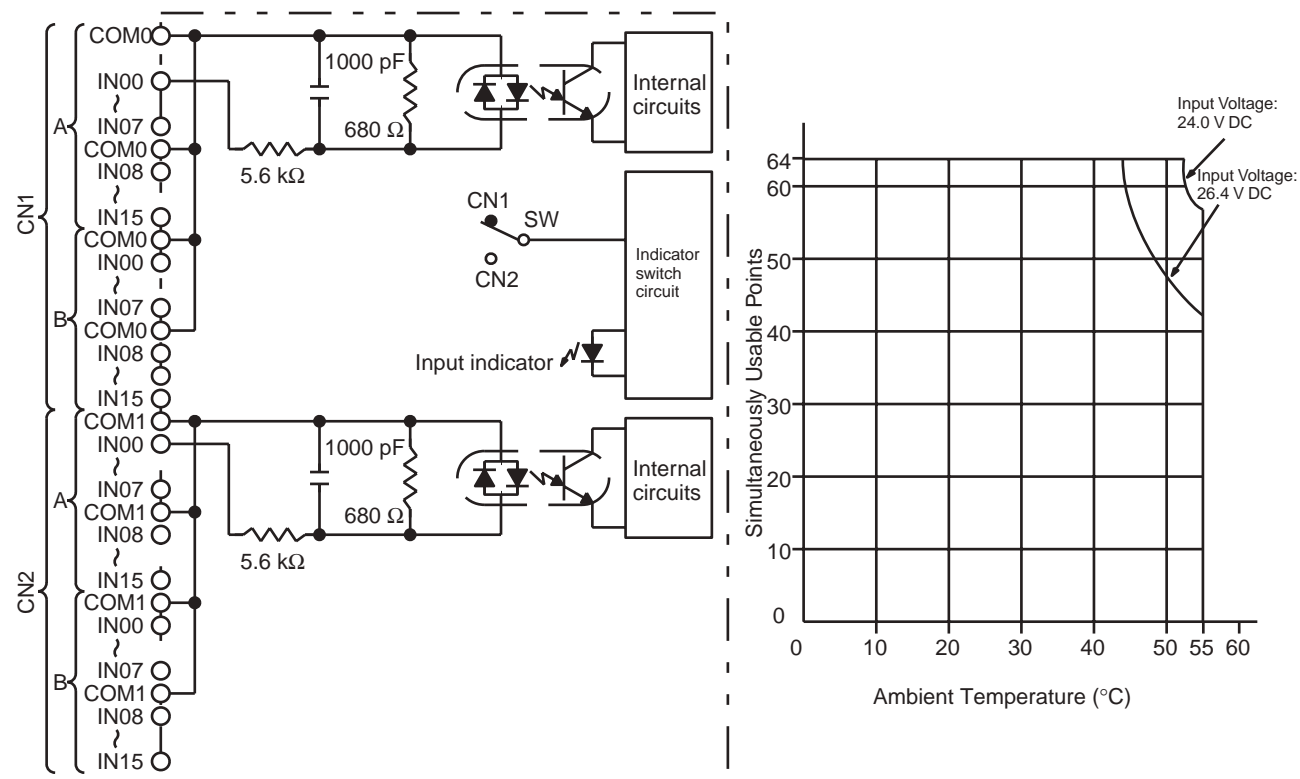 COM0
IN00
IN07
COM0
IN08
IN15
COM0
IN00
IN07
COM0
IN08
IN15
COM1
IN00
IN07
COM1
IN08
IN15
COM1
IN00
IN07
COM1
IN08
IN15
A
B
A
B
CN1
CN2
1000 pF
680 Ω
5.6 kΩ
Internal
circuits
CN1
SW
CN2
Indicator
switch
circuit
Input indicator
1000 pF
680 Ω
5.6 kΩ
Internal
circuits
Input Voltage:
24.0 V DC
Input Voltage:
26.4 V DC
Simultaneously Usable Points
64
60
50
40
30
20
10
0
0 10 20 30 40 50 55 60
Ambient Temperature (°C)